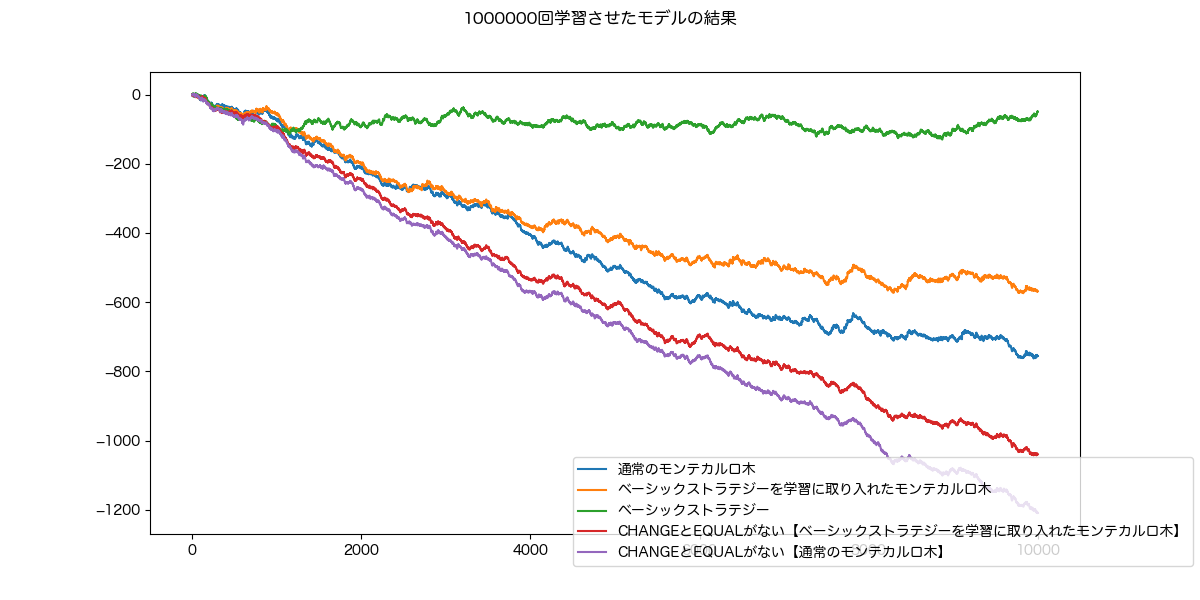 1000000回学習させたモデルの結果
0
−200
−400
−600
−800
−1000
−1200
通常のモンテカルロ木
ベーシックストラテジーを学習に取り入れたモンテカルロ木
ベーシックストラテジー
CHANGEとEQUALがない【ベーシックストラテジーを学習に取り入れたモンテカルロ木】
CHANGEとEQUALがない【通常のモンテカルロ木】
0 2000 4000 6000 8000 10000